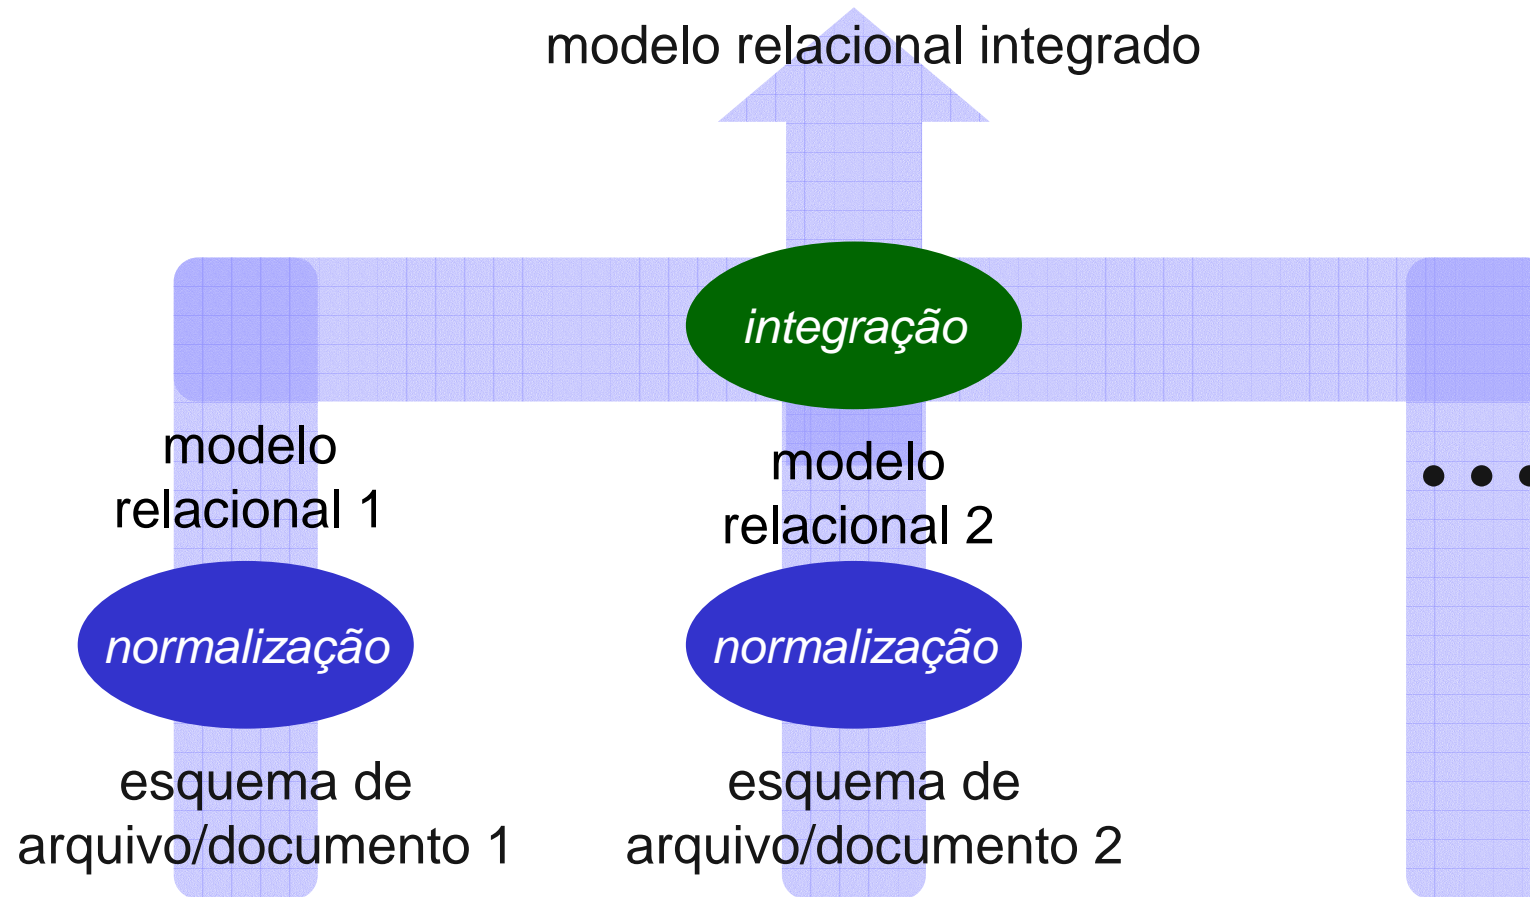 modelo relacional integrado
integração
modelo
relacional 1
modelo
relacional 2
• • •
normalização
normalização
esquema de
arquivo/documento 1
esquema de
arquivo/documento 2